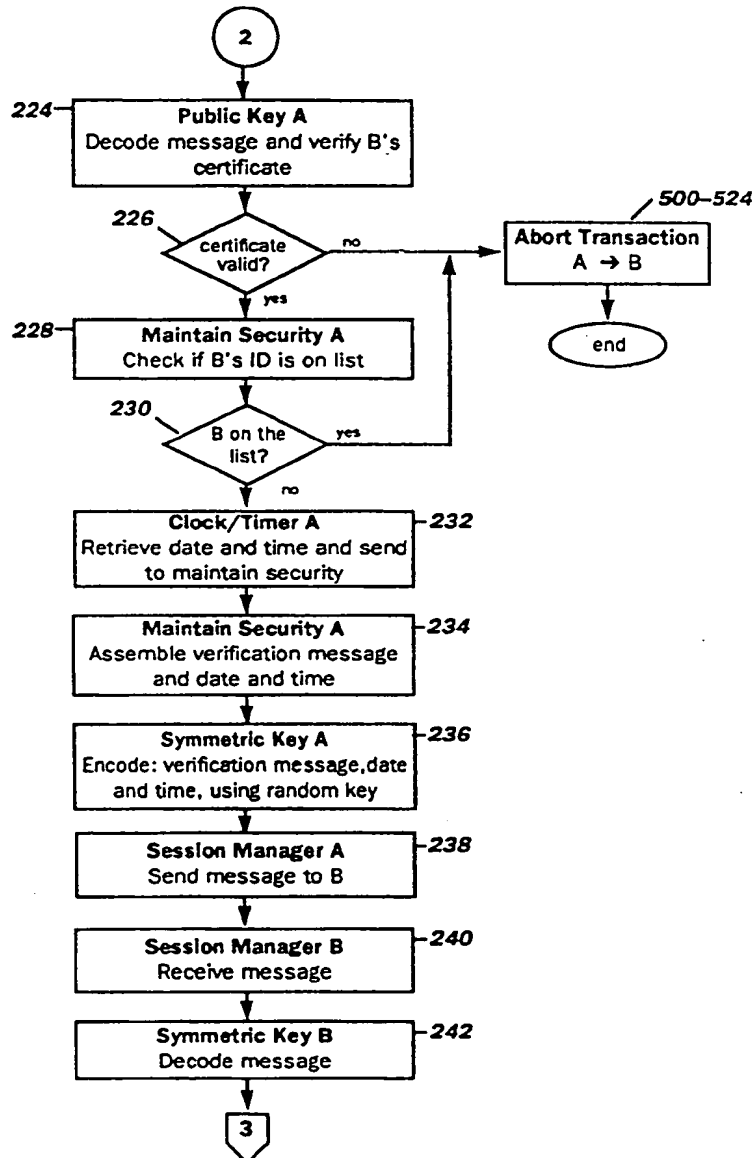 2
224
Public Key A
Decode message and verify B's
certificate
226
certificate
valid?
no
yes
500-524
Abort Transaction
A → B
end
228
Maintain Security A
Check if B's ID is on list
230
B on the
list?
yes
no
Clock/Timer A
Retrieve date and time and send
to maintain security
232
Maintain Security A
Assemble verification message
and date and time
234
Symmetric Key A
Encode: verification message, date
and time, using random key
236
Session Manager A
Send message to B
238
Session Manager B
Receive message
240
Symmetric Key B
Decode message
242
3